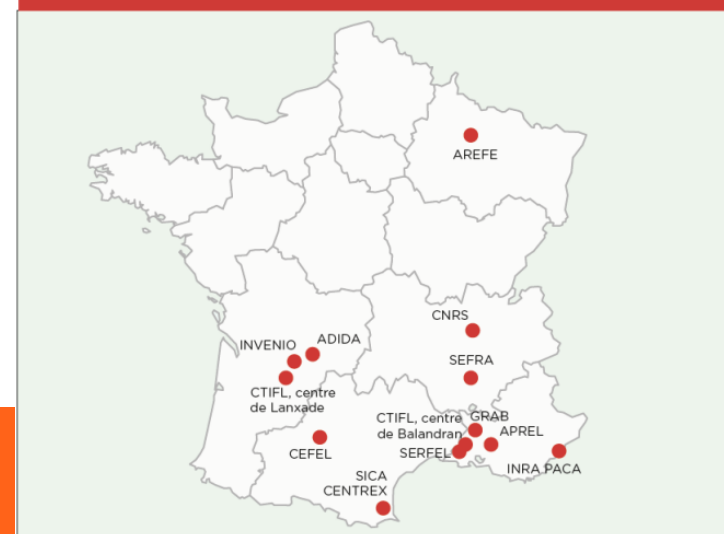 AREFE
CNRS
INVENIO
ADIDA
SEFRA
CTIFL, centre
de Lanxade
CTIFL, centre
de Balandran
GRAB
APREL
SERFEL
CEFEL
INRA PACA
SICA
CENTREX